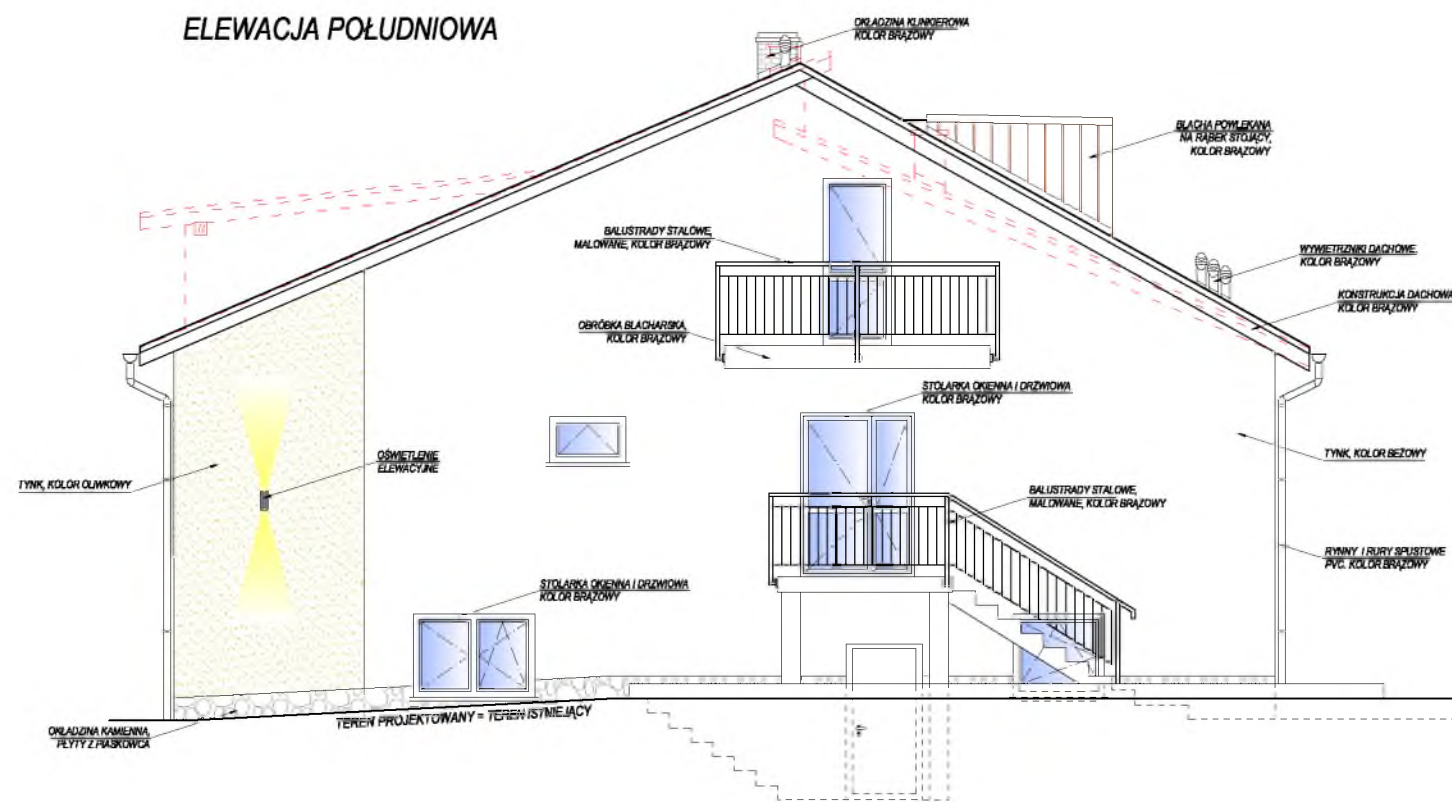 ELEWACJA POŁUDNIOWA
OKŁADZINA KLINKIEROWA
KOLOR BRĄZOWY
BLACHA POWLEKANA
NA RĄBEK STOJĄCY,
KOLOR BRĄZOWY
BALUSTRADY STALOWE,
MALOWANE, KOLOR BRĄZOWY
WYWIETRZNIKI DACHOWE,
KOLOR BRĄZOWY
KONSTRUKCJA DACHOWA
KOLOR BRĄZOWY
OBRÓBKA BLACHARSKA,
KOLOR BRĄZOWY
STOLARKA OKIENNA I DRZWIOWA
KOLOR BRĄZOWY
OŚWIETLENIE
ELEWACYJNE
TYNK, KOLOR BEŻOWY
TYNK, KOLOR OLIWKOWY
BALUSTRADY STALOWE,
MALOWANE, KOLOR BRĄZOWY
RYNNY I RURY SPUSTOWE
PVC, KOLOR BRĄZOWY
STOLARKA OKIENNA I DRZWIOWA
KOLOR BRĄZOWY
TEREN PROJEKTOWANY = TEREN ISTNIEJĄCY
OKŁADZINA KAMIENNA,
PŁYTY Z PIASKOWCA